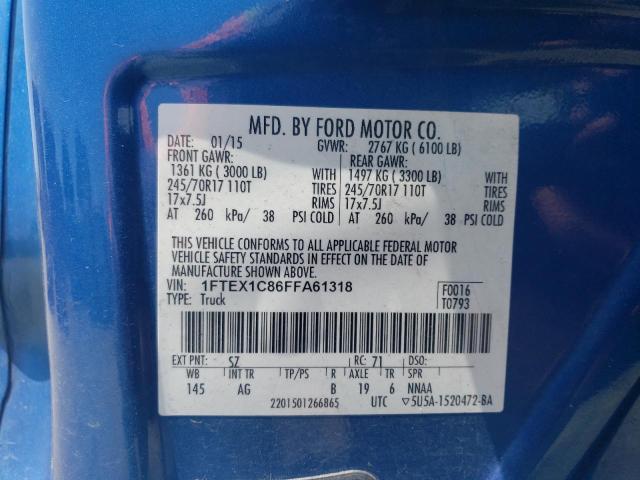 MFD. BY FORD MOTOR CO.
DATE: 01/15 GVWR: 2767 KG ( 6100 LB)
FRONT GAWR: REAR GAWR:
1361 KG ( 3000 LB) WITH 1497 KG ( 3300 LB) WITH
245/70R17 110T TIRES 245/70R17 110T TIRES
17x7.5J RIMS 17x7.5J RIMS
AT 260 kPa/ 38 PSI COLD AT 260 kPa/ 38 PSI COLD
THIS VEHICLE CONFORMS TO ALL APPLICABLE FEDERAL MOTOR
VEHICLE SAFETY STANDARDS IN EFFECT ON THE DATE OF
MANUFACTURE SHOWN ABOVE.
VIN: 1FTEX1C86FFA61318 F0016
TYPE: Truck T0793
EXT PNT: SZ RC: 71 DSO:
WB INT TR TP/PS R AXLE TR SPR
145 AG B 19 6 NNAA
2201501266865 UTC ▽5U5A-1520472-BA